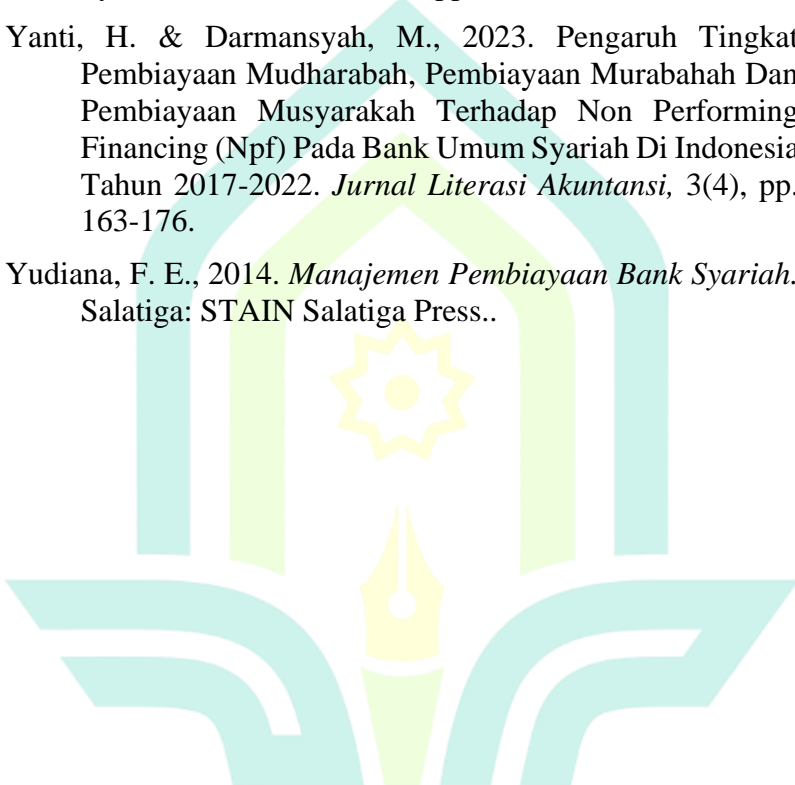 Yanti, H. & Darmansyah, M., 2023. Pengaruh Tingkat
Pembiayaan Mudharabah, Pembiayaan Murabahah Dan
Pembiayaan Musyarakah Terhadap Non Performing
Financing (Npf) Pada Bank Umum Syariah Di Indonesia
Tahun 2017-2022. Jurnal Literasi Akuntansi, 3(4), pp.
163-176.
Yudiana, F. E., 2014. Manajemen Pembiayaan Bank Syariah.
Salatiga: STAIN Salatiga Press..